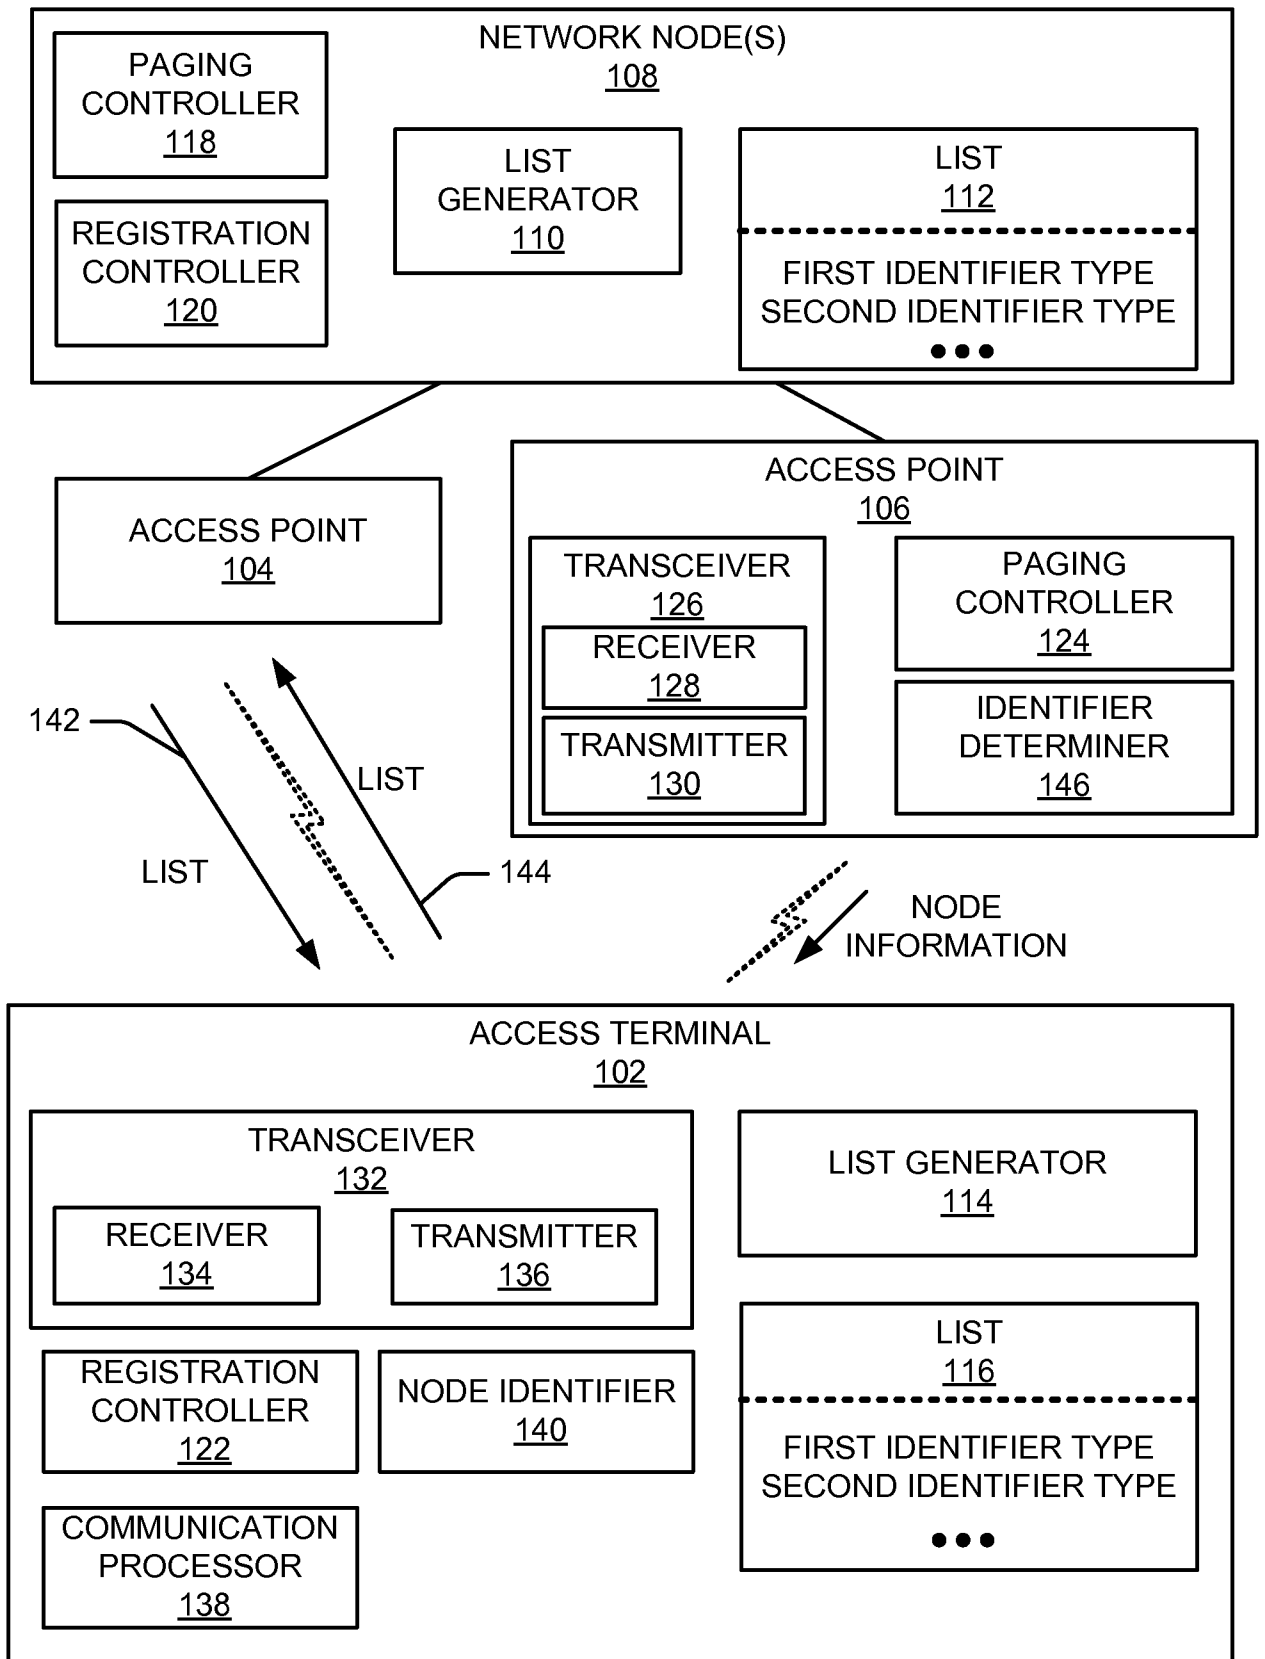 NETWORK NODE(S)
108
PAGING
CONTROLLER
118
REGISTRATION
CONTROLLER
120
LIST
GENERATOR
110
LIST
112
FIRST IDENTIFIER TYPE
SECOND IDENTIFIER TYPE
ACCESS POINT
104
ACCESS POINT
106
TRANSCEIVER
126
RECEIVER
128
TRANSMITTER
130
PAGING
CONTROLLER
124
IDENTIFIER
DETERMINER
146
142
LIST
LIST
144
NODE
INFORMATION
ACCESS TERMINAL
102
TRANSCEIVER
132
RECEIVER
134
TRANSMITTER
136
LIST GENERATOR
114
REGISTRATION
CONTROLLER
122
NODE IDENTIFIER
140
LIST
116
FIRST IDENTIFIER TYPE
SECOND IDENTIFIER TYPE
COMMUNICATION
PROCESSOR
138